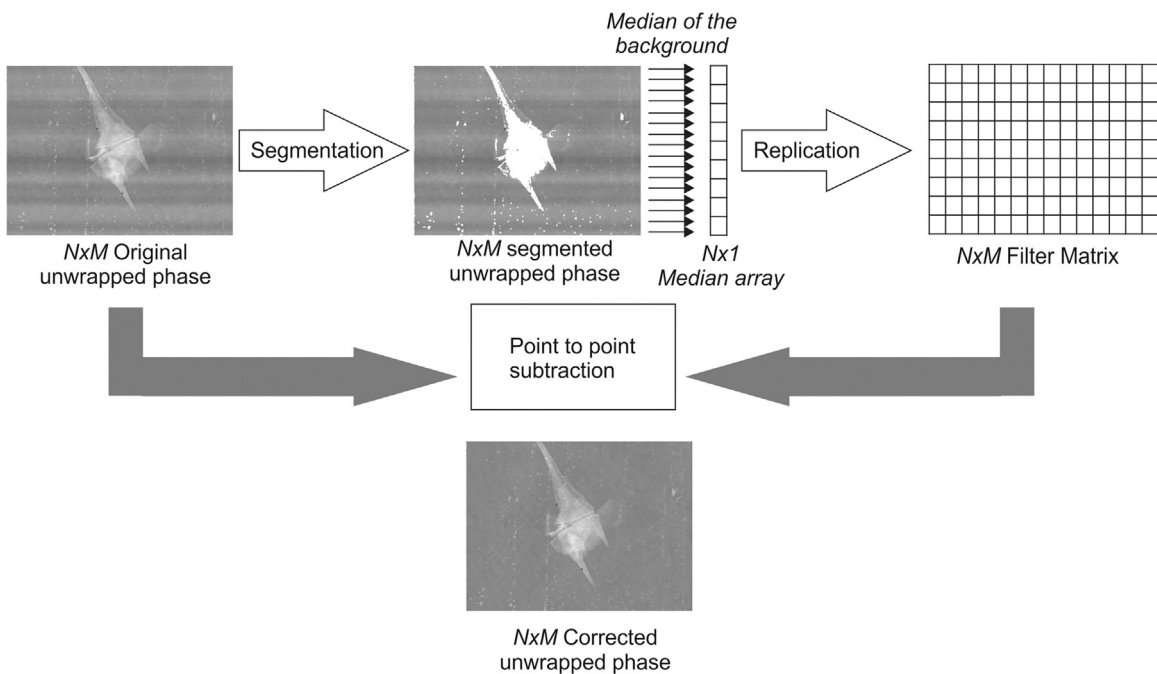 Median of the
background
Segmentation
Replication
NxM Original
unwrapped phase
NxM segmented
unwrapped phase
Nx1
Median array
NxM Filter Matrix
Point to point
subtraction
NxM Corrected
unwrapped phase